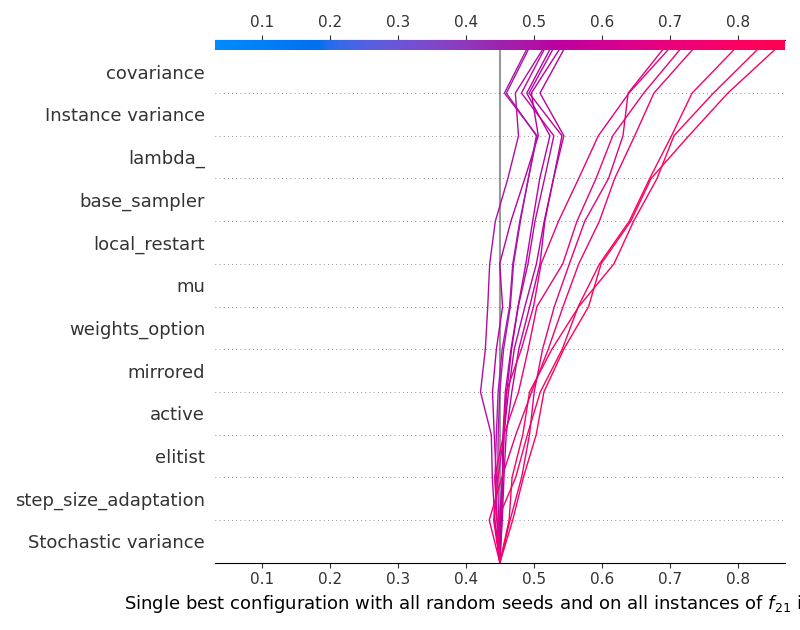 0.1 0.2 0.3 0.4 0.5 0.6 0.7 0.8
covariance
Instance variance
lambda_
base_sampler
local_restart
mu
weights_option
mirrored
active
elitist
step_size_adaptation
Stochastic variance
0.1 0.2 0.3 0.4 0.5 0.6 0.7 0.8
Single best configuration with all random seeds and on all instances of f21 i